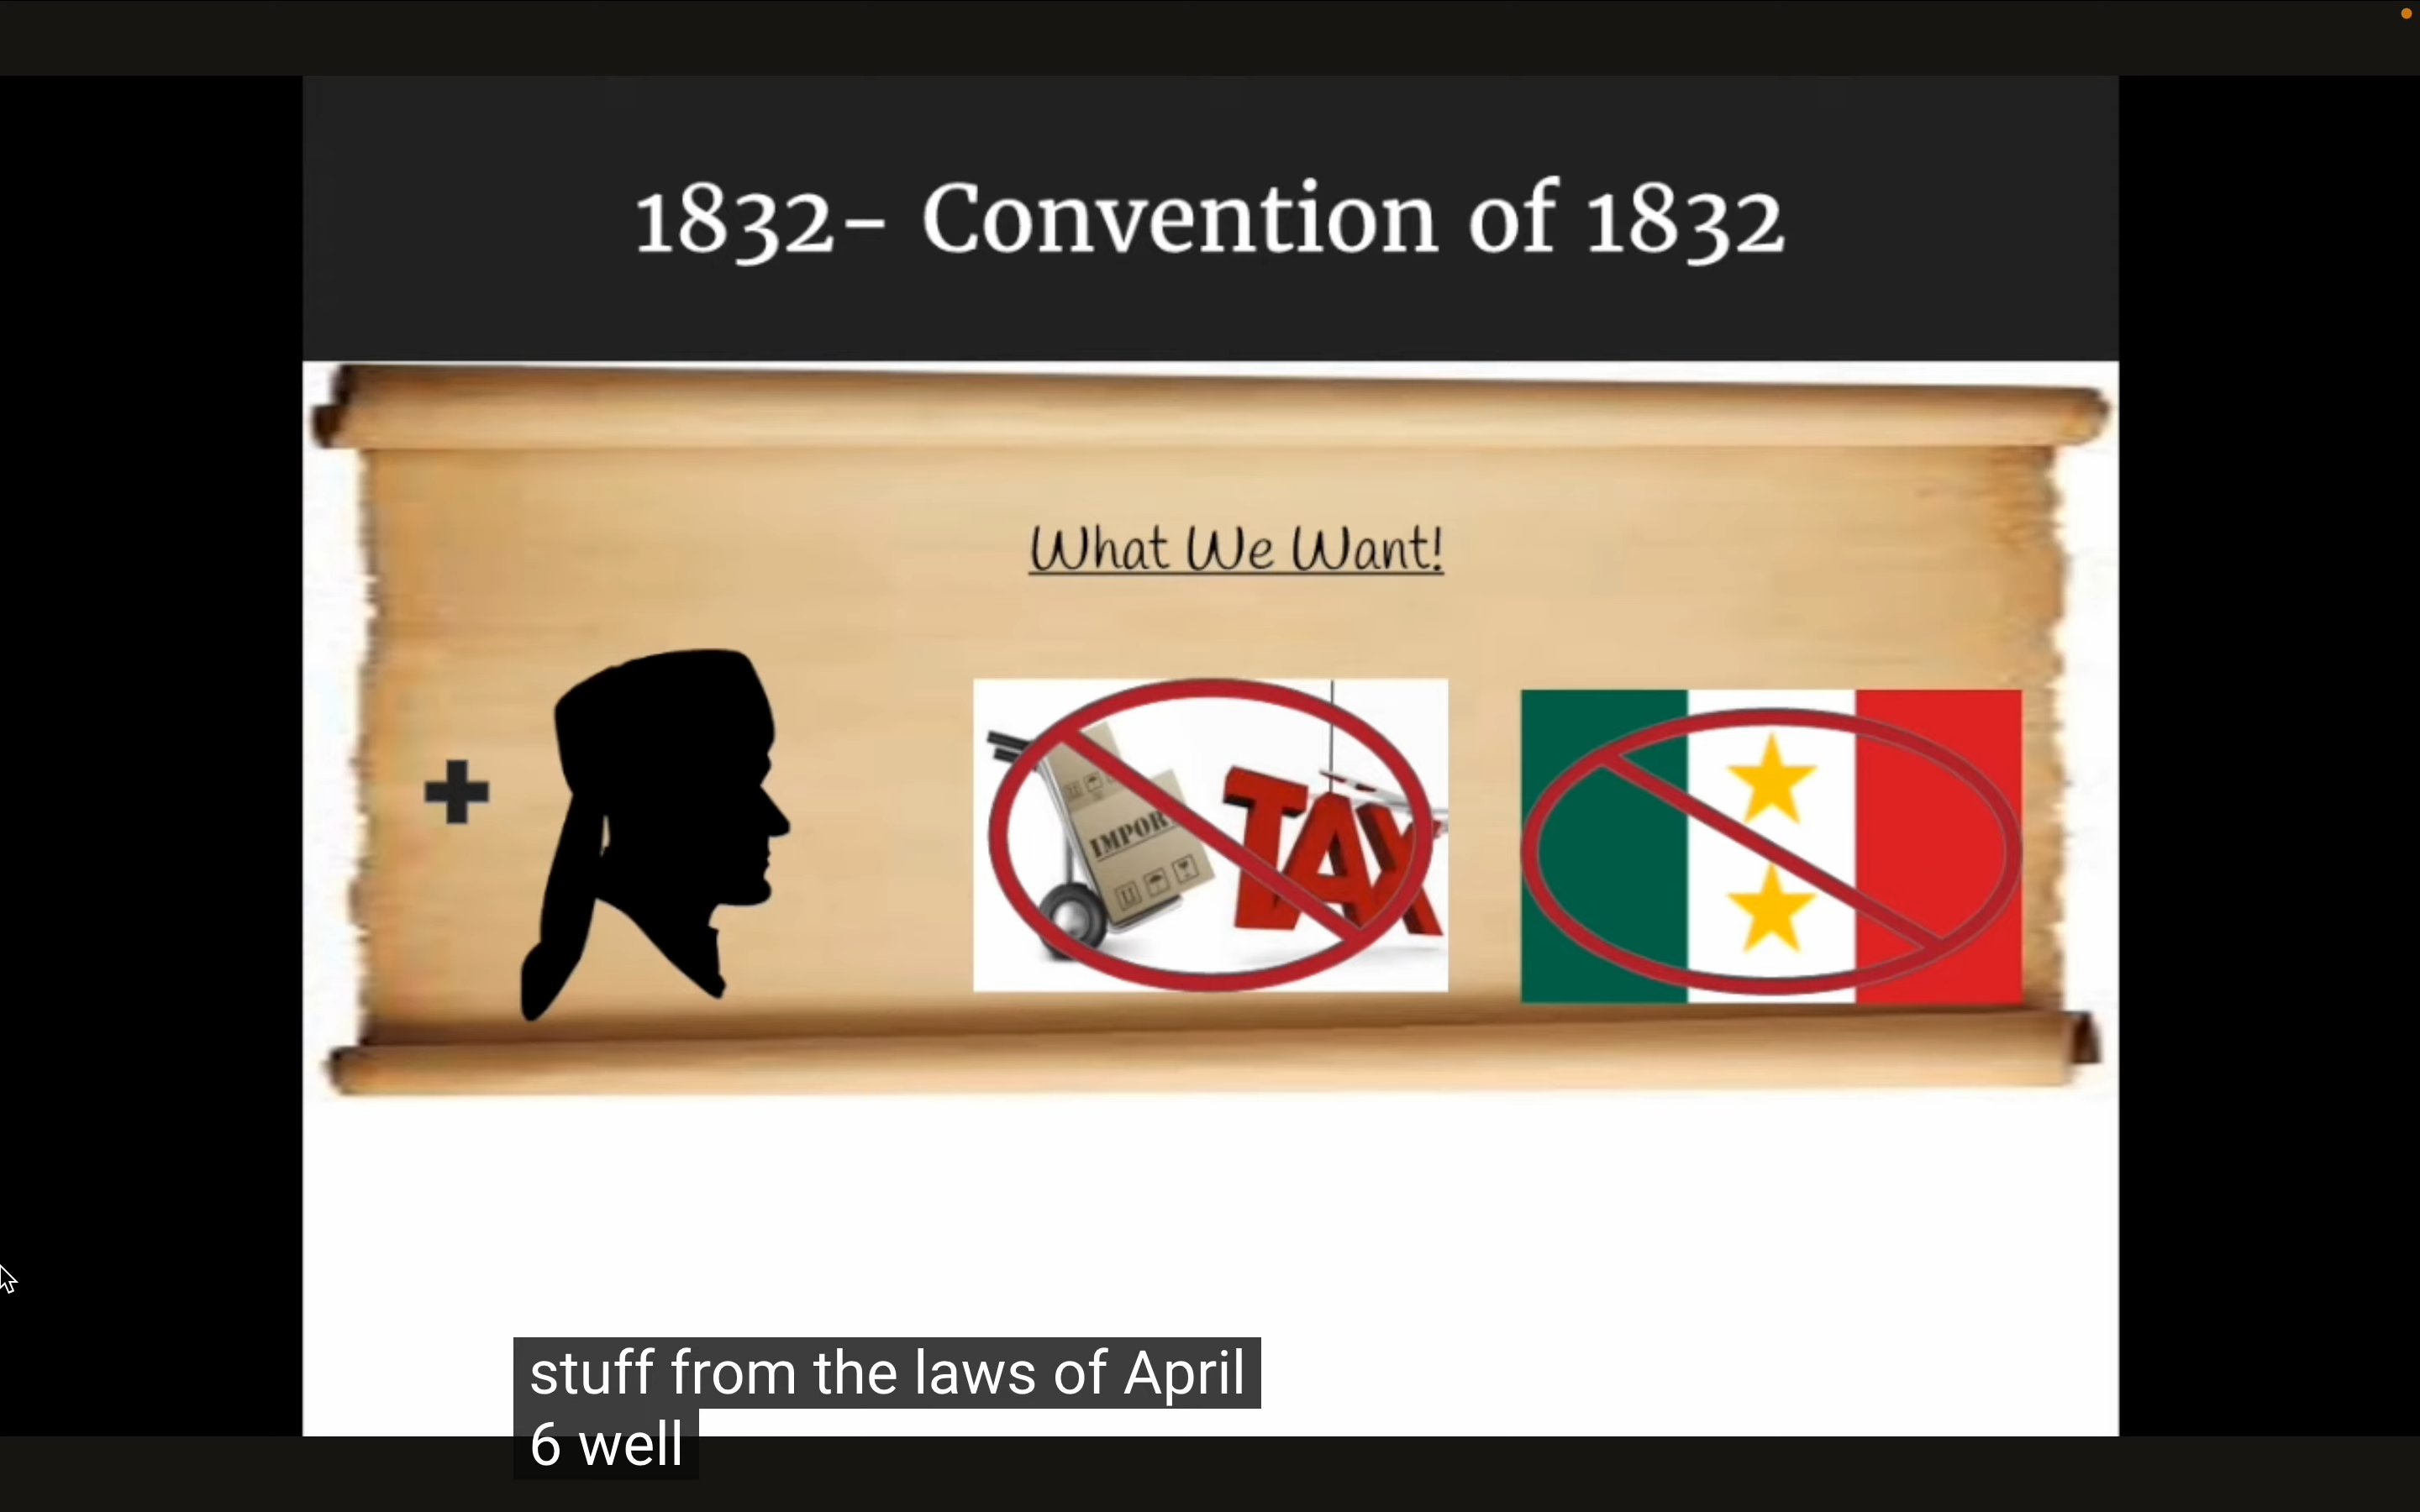 1832- Convention of 1832
What We Want!
IMPOR
TAX
stuff from the laws of April
6 well